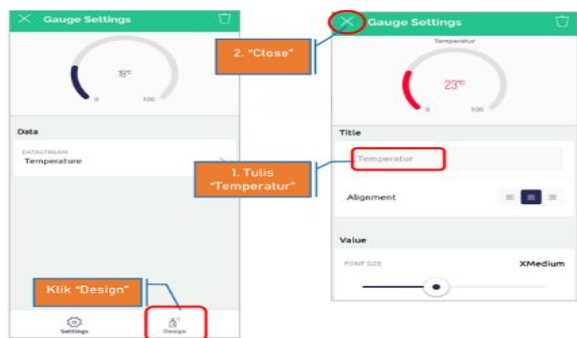 Gauge Settings
19°C
0 100
Data
DATASTREAM
Temperature
Klik "Design"
Settings
Design
2. "Close"
1. Tulis
"Temperatur"
Gauge Settings
Temperatur
23°C
0 100
Title
Temperatur
Alignment
Value
FONT SIZE XMedium